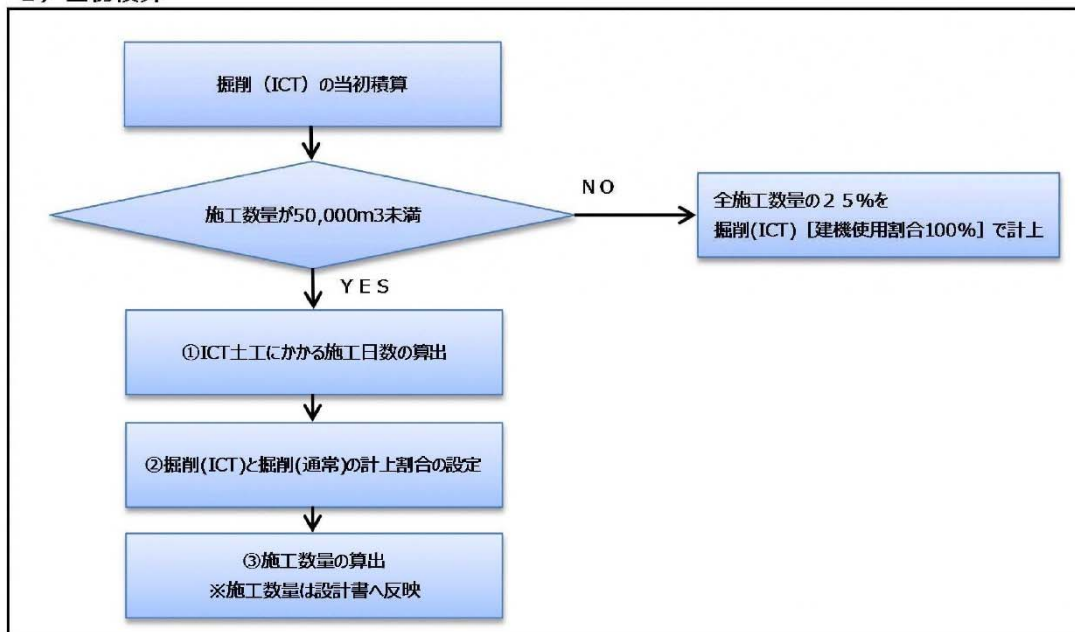 掘削（ICT）の当初積算
施工数量が50,000m3未満
NO
全施工数量の２５％を
掘削(ICT)［建機使用割合100％］で計上
YES
①ICT土工にかかる施工日数の算出
②掘削(ICT)と掘削(通常)の計上割合の設定
③施工数量の算出
※施工数量は設計書へ反映